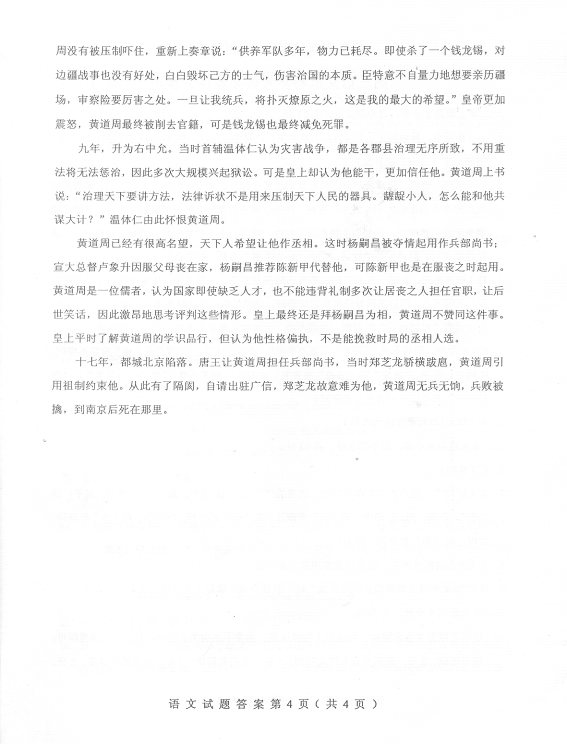 周没有被压制吓住，重新上奏章说：“供养军队多年，物力已耗尽。即使杀了一个钱龙锡，对
边疆战事也没有好处，白白毁坏己方的士气，伤害治国的本质。臣特意不自量力地想要亲历疆
场，审察险要厉害之处。一旦让我统兵，将扑灭燎原之火，这是我的最大的希望。”皇帝更加
震怒，黄道周最终被削去官籍，可是钱龙锡也最终减免死罪。
九年，升为右中允。当时首辅温体仁认为灾害战争，都是各郡县治理无序所致，不用重
法将无法惩治，因此多次大规模兴起狱讼。可是皇上却认为他能干，更加信任他。黄道周上书
说：“治理天下要讲方法，法律诉状不是用来压制天下人民的器具。龌龊小人，怎么能和他共
谋大计？”温体仁由此怀恨黄道周。
黄道周已经有很高名望，天下人希望让他作丞相。这时杨嗣昌被夺情起用作兵部尚书；
宣大总督卢象升因服父母丧在家，杨嗣昌推荐陈新甲代替他，可陈新甲也是在服丧之时起用。
黄道周是一位儒者，认为国家即使缺乏人才，也不能违背礼制多次让居丧之人担任官职，让后
世笑话，因此激昂地思考评判这些情形。皇上最终还是拜杨嗣昌为相，黄道周不赞同这件事。
皇上平时了解黄道周的学识品行，但认为他性格偏执，不是能挽救时局的丞相人选。
十七年，都城北京陷落。唐王让黄道周担任兵部尚书，当时郑芝龙骄横跋扈，黄道周引
用祖制约束他。从此有了隔阂，自请出驻广信，郑芝龙故意难为他，黄道周无兵无饷，兵败被
擒，到南京后死在那里。
语文试题答案第4页（共4页）